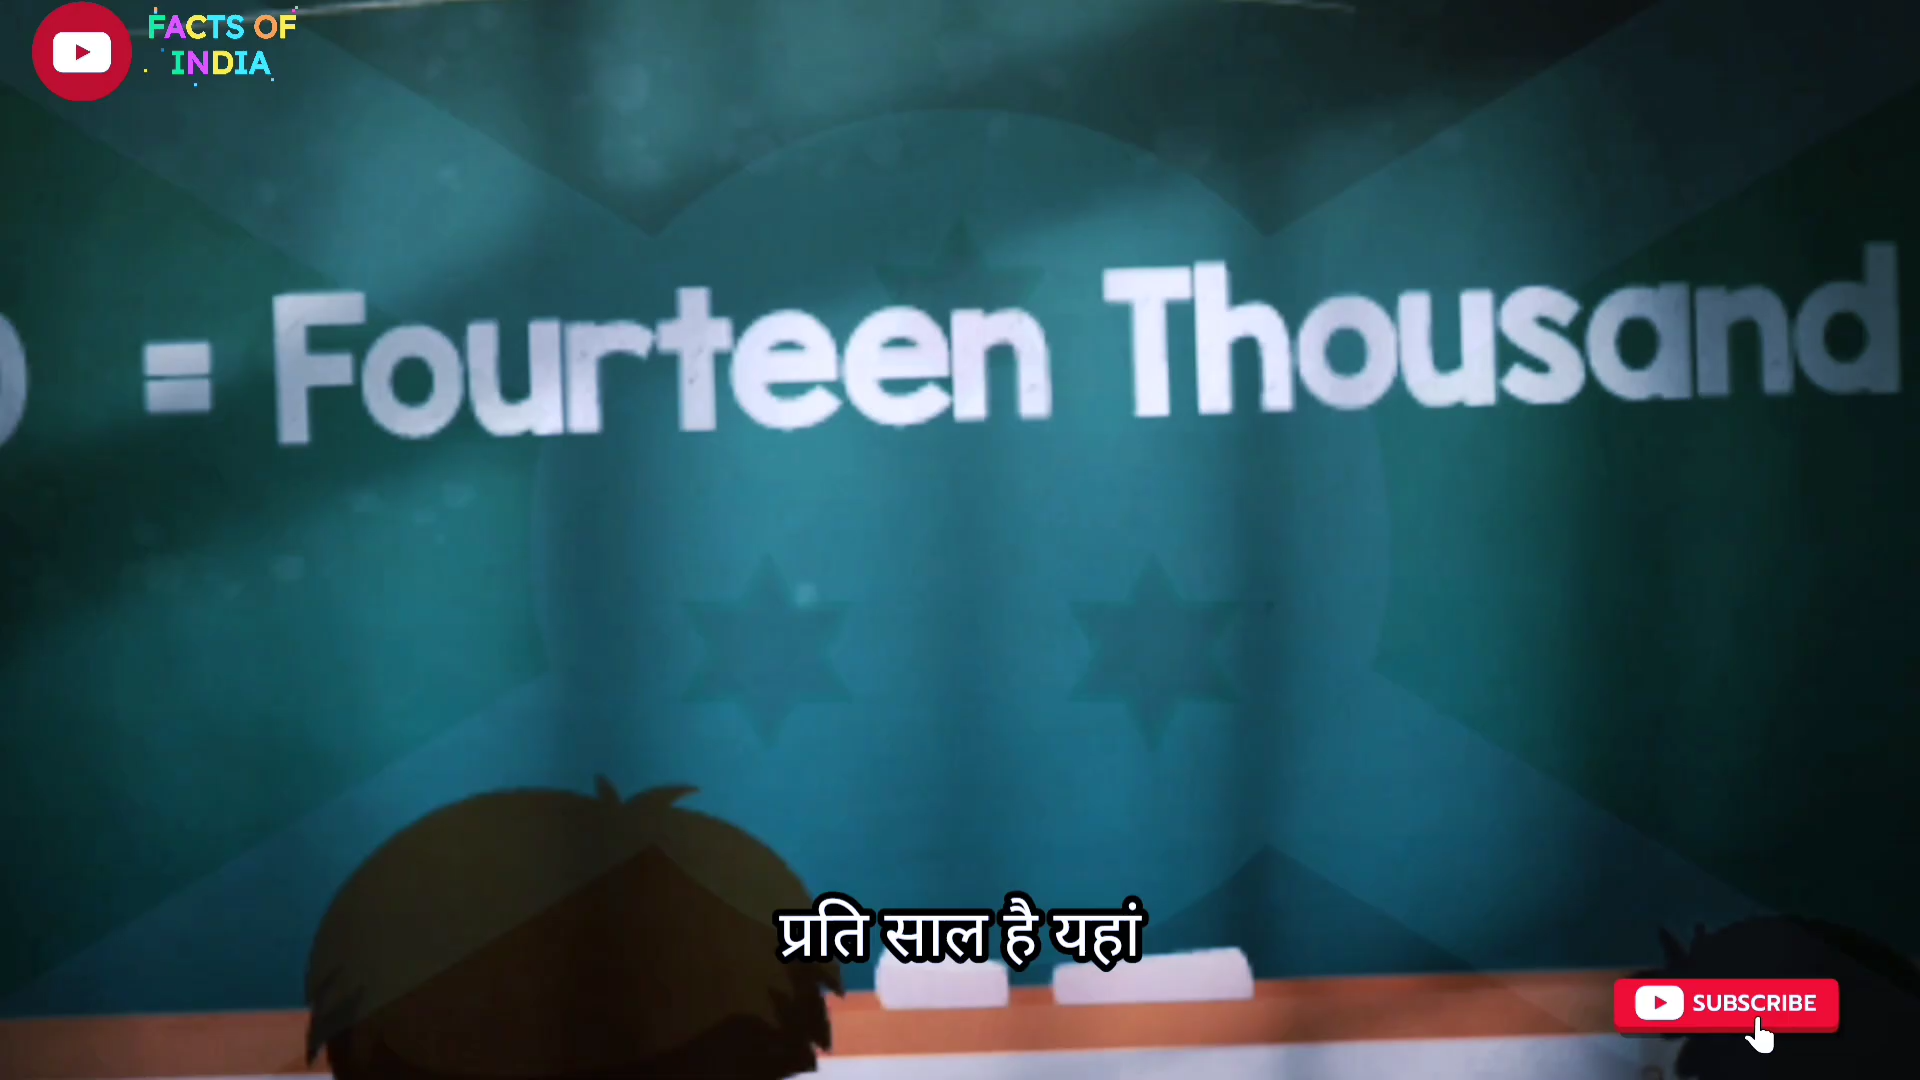 FACTS OF
INDIA
= Fourteen Thousand
प्रति साल है यहां
SUBSCRIBE